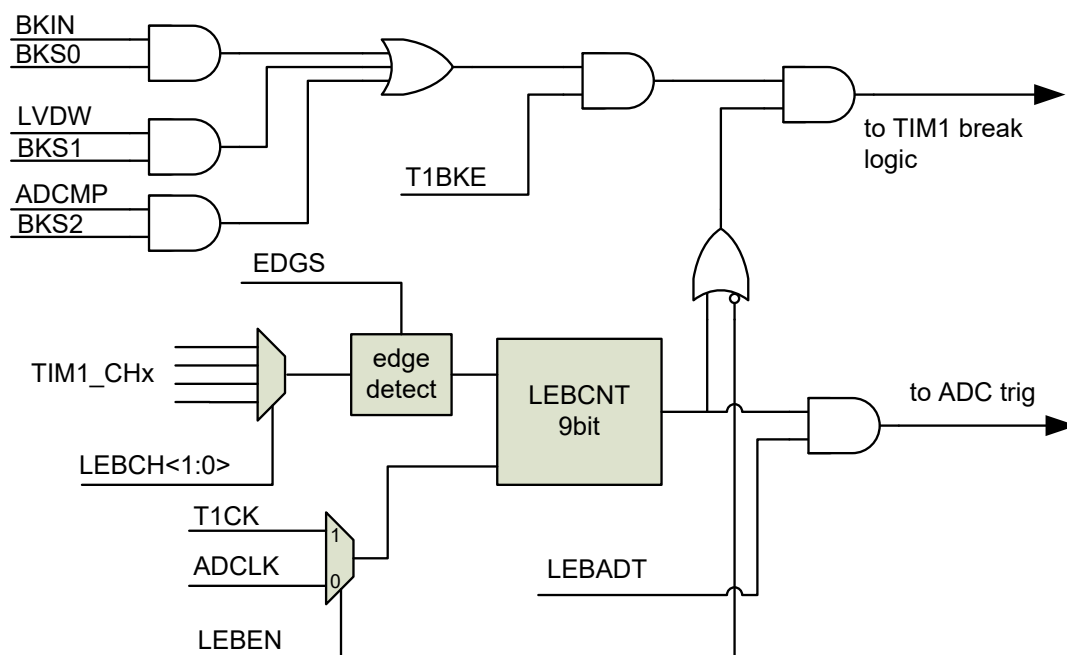 BKIN
BKS0
LVDW
BKS1
ADCMP
BKS2
T1BKE
to TIM1 break
logic
EDGS
TIM1_CHx
edge
detect
LEBCNT
9bit
to ADC trig
LEBCH<1:0>
T1CK
1
ADCLK
0
LEBADT
LEBEN